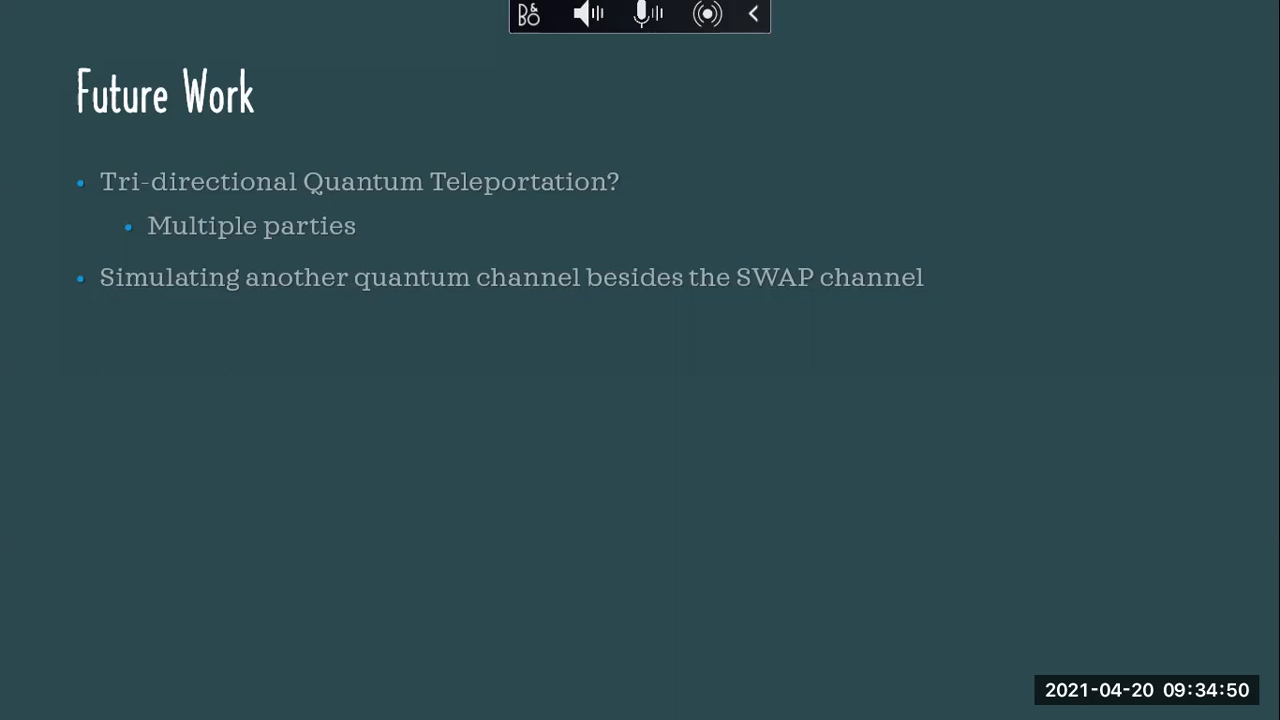 B&O
Future Work
• Tri-directional Quantum Teleportation?
• Multiple parties
• Simulating another quantum channel besides the SWAP channel
2021-04-20 09:34:50